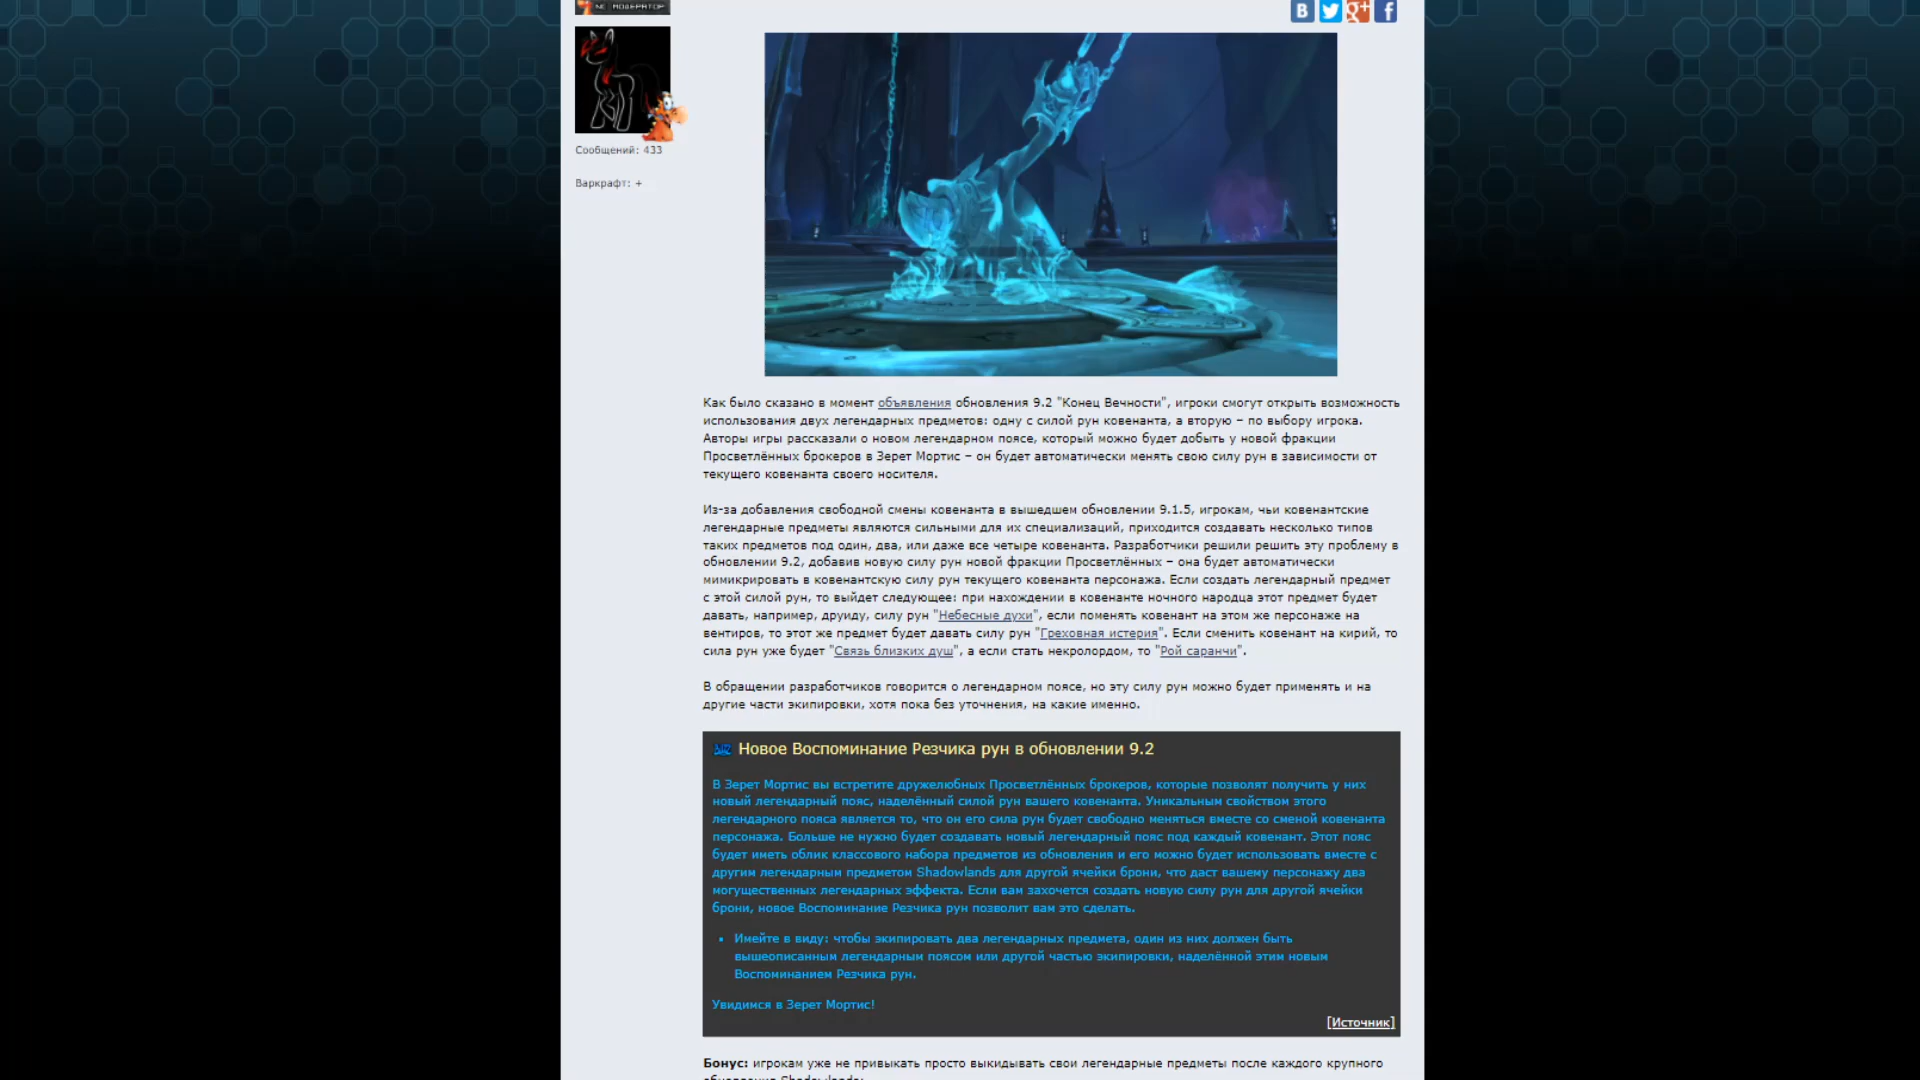 НЕ МОДЕРАТОР
Сообщений: 433
Варкрафт: +
Как было сказано в момент объявления обновления 9.2 "Конец Вечности", игроки смогут открыть возможность
использования двух легендарных предметов: одну с силой рун ковенанта, а вторую – по выбору игрока.
Авторы игры рассказали о новом легендарном поясе, который можно будет добыть у новой фракции
Просветлённых брокеров в Зерет Мортис – он будет автоматически менять свою силу рун в зависимости от
текущего ковенанта своего носителя.
Из-за добавления свободной смены ковенанта в вышедшем обновлении 9.1.5, игрокам, чьи ковенантские
легендарные предметы являются сильными для их специализаций, приходится создавать несколько типов
таких предметов под один, два, или даже все четыре ковенанта. Разработчики решили решить эту проблему в
обновлении 9.2, добавив новую силу рун новой фракции Просветлённых – она будет автоматически
мимикрировать в ковенантскую силу рун текущего ковенанта персонажа. Если создать легендарный предмет
с этой силой рун, то выйдет следующее: при нахождении в ковенанте ночного народца этот предмет будет
давать, например, друиду, силу рун "Небесные духи", если поменять ковенант на этом же персонаже на
вентиров, то этот же предмет будет давать силу рун "Греховная истерия". Если сменить ковенант на кирий, то
сила рун уже будет "Связь близких душ", а если стать некролордом, то "Рой саранчи".
В обращении разработчиков говорится о легендарном поясе, но эту силу рун можно будет применять и на
другие части экипировки, хотя пока без уточнения, на какие именно.
Новое Воспоминание Резчика рун в обновлении 9.2
В Зерет Мортис вы встретите дружелюбных Просветлённых брокеров, которые позволят получить у них
новый легендарный пояс, наделённый силой рун вашего ковенанта. Уникальным свойством этого
легендарного пояса является то, что он его сила рун будет свободно меняться вместе со сменой ковенанта
персонажа. Больше не нужно будет создавать новый легендарный пояс под каждый ковенант. Этот пояс
будет иметь облик классового набора предметов из обновления и его можно будет использовать вместе с
другим легендарным предметом Shadowlands для другой ячейки брони, что даст вашему персонажу два
могущественных легендарных эффекта. Если вам захочется создать новую силу рун для другой ячейки
брони, новое Воспоминание Резчика рун позволит вам это сделать.
• Имейте в виду: чтобы экипировать два легендарных предмета, один из них должен быть
вышеописанным легендарным поясом или другой частью экипировки, наделённой этим новым
Воспоминанием Резчика рун.
Увидимся в Зерет Мортис!
[Источник]
Бонус: игрокам уже не привыкать просто выкидывать свои легендарные предметы после каждого крупного
обновления Shadowlands: